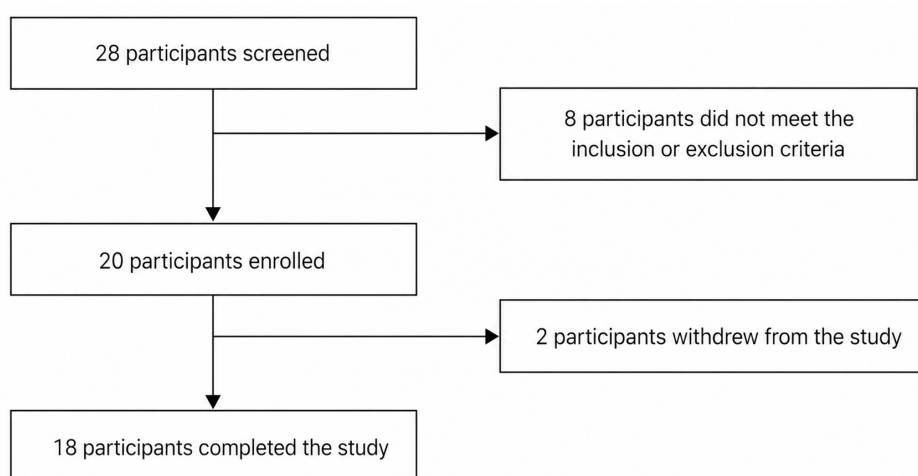 28 participants screened
8 participants did not meet the
inclusion or exclusion criteria
20 participants enrolled
2 participants withdrew from the study
18 participants completed the study